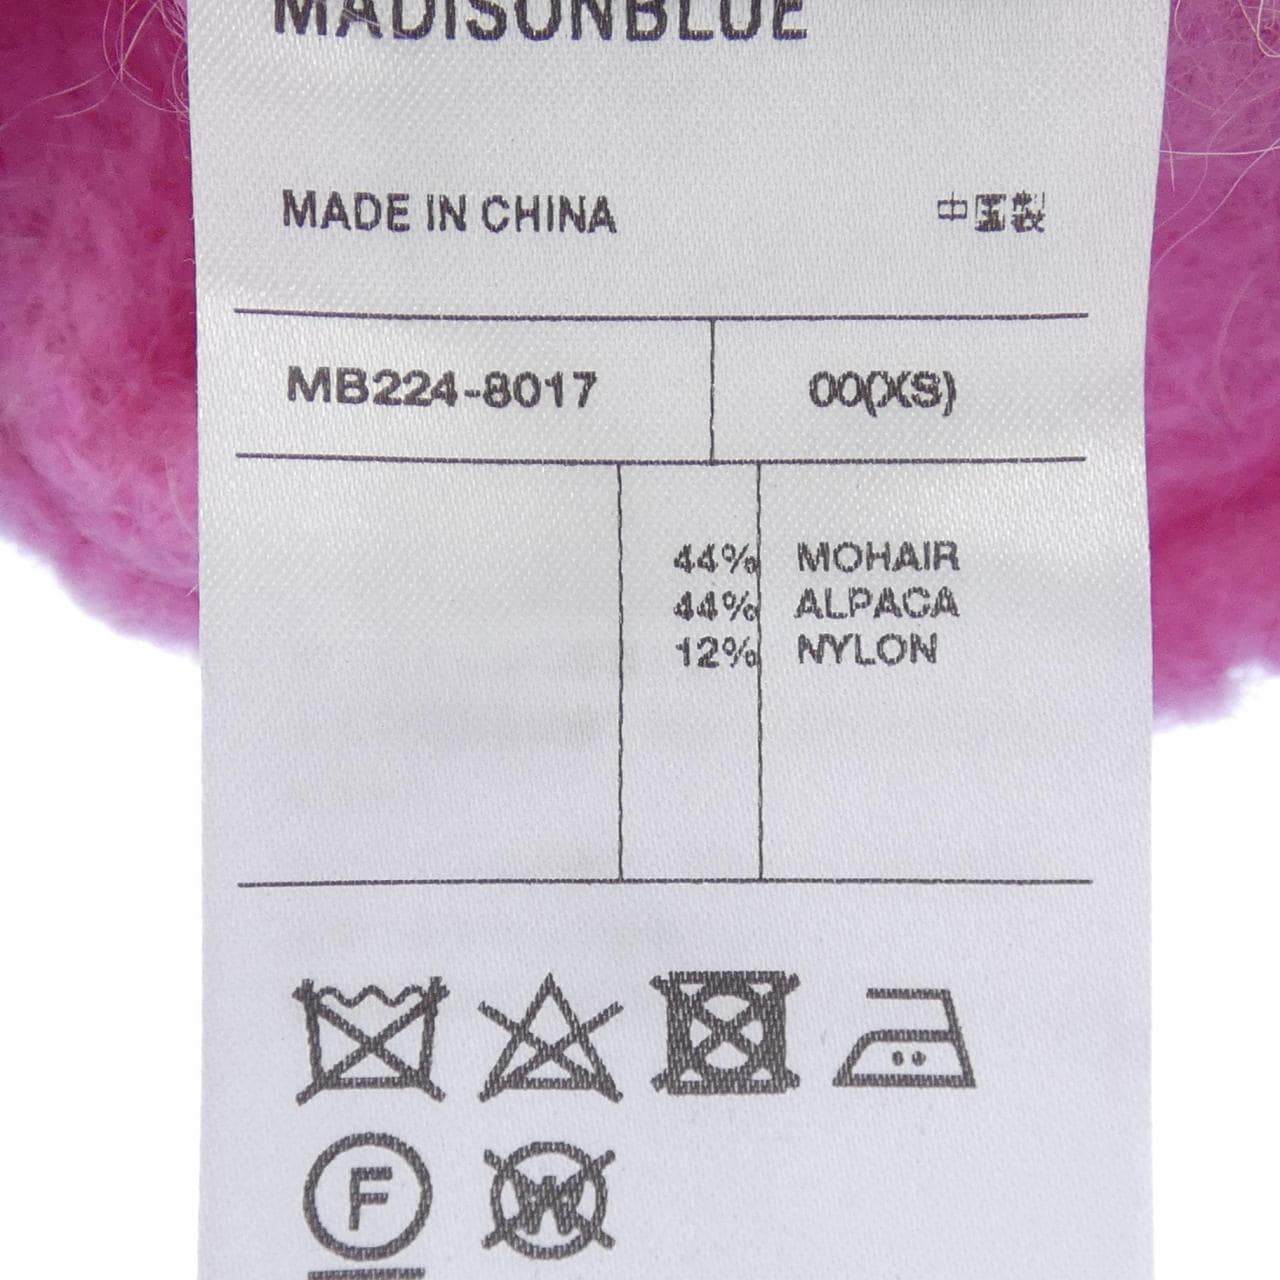 MADISONBLUE
MADE IN CHINA 中国製
MB224-8017 00(XS)
44% MOHAIR
44% ALPACA
12% NYLON
F W